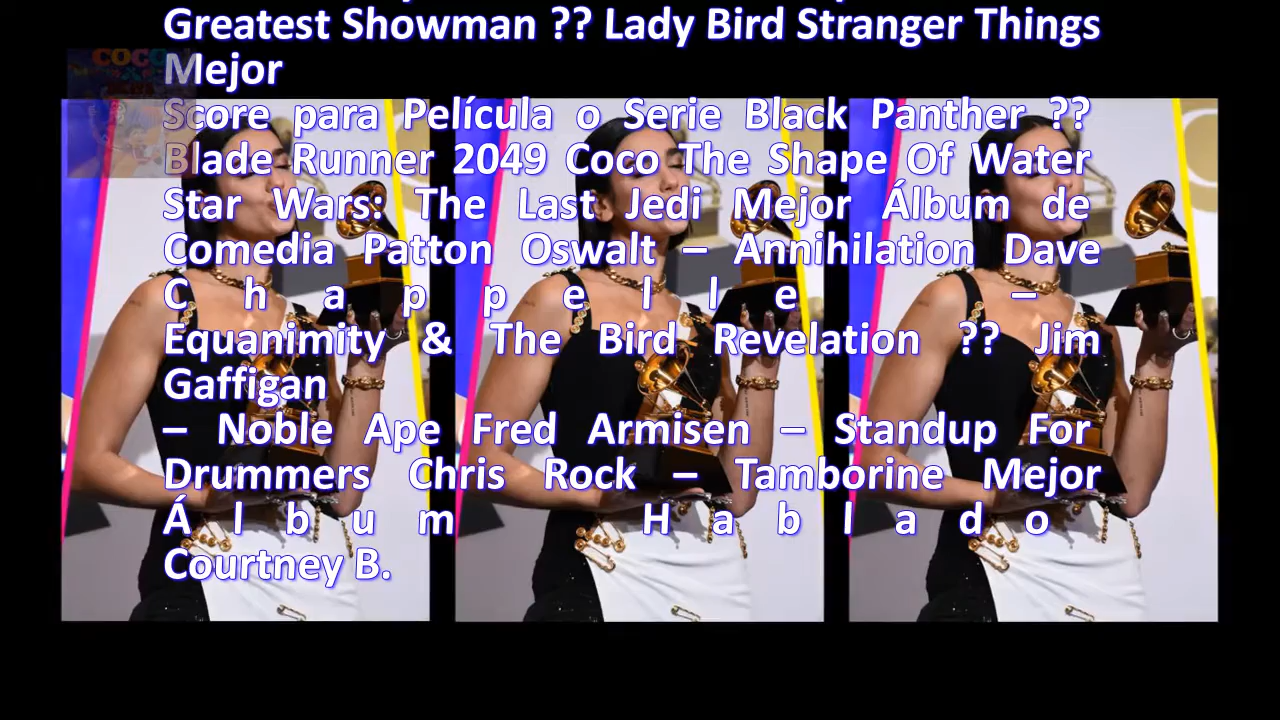 Greatest Showman ?? Lady Bird Stranger Things
Mejor
Score para Película o Serie Black Panther ??
Blade Runner 2049 Coco The Shape Of Water
Star Wars: The Last Jedi Mejor Álbum de
Comedia Patton Oswalt – Annihilation Dave
C h a p p e l l e –
Equanimity & The Bird Revelation ?? Jim
Gaffigan
– Noble Ape Fred Armisen – Standup For
Drummers Chris Rock – Tamborine Mejor
Á l b u m H a b l a d o
Courtney B.
COCO